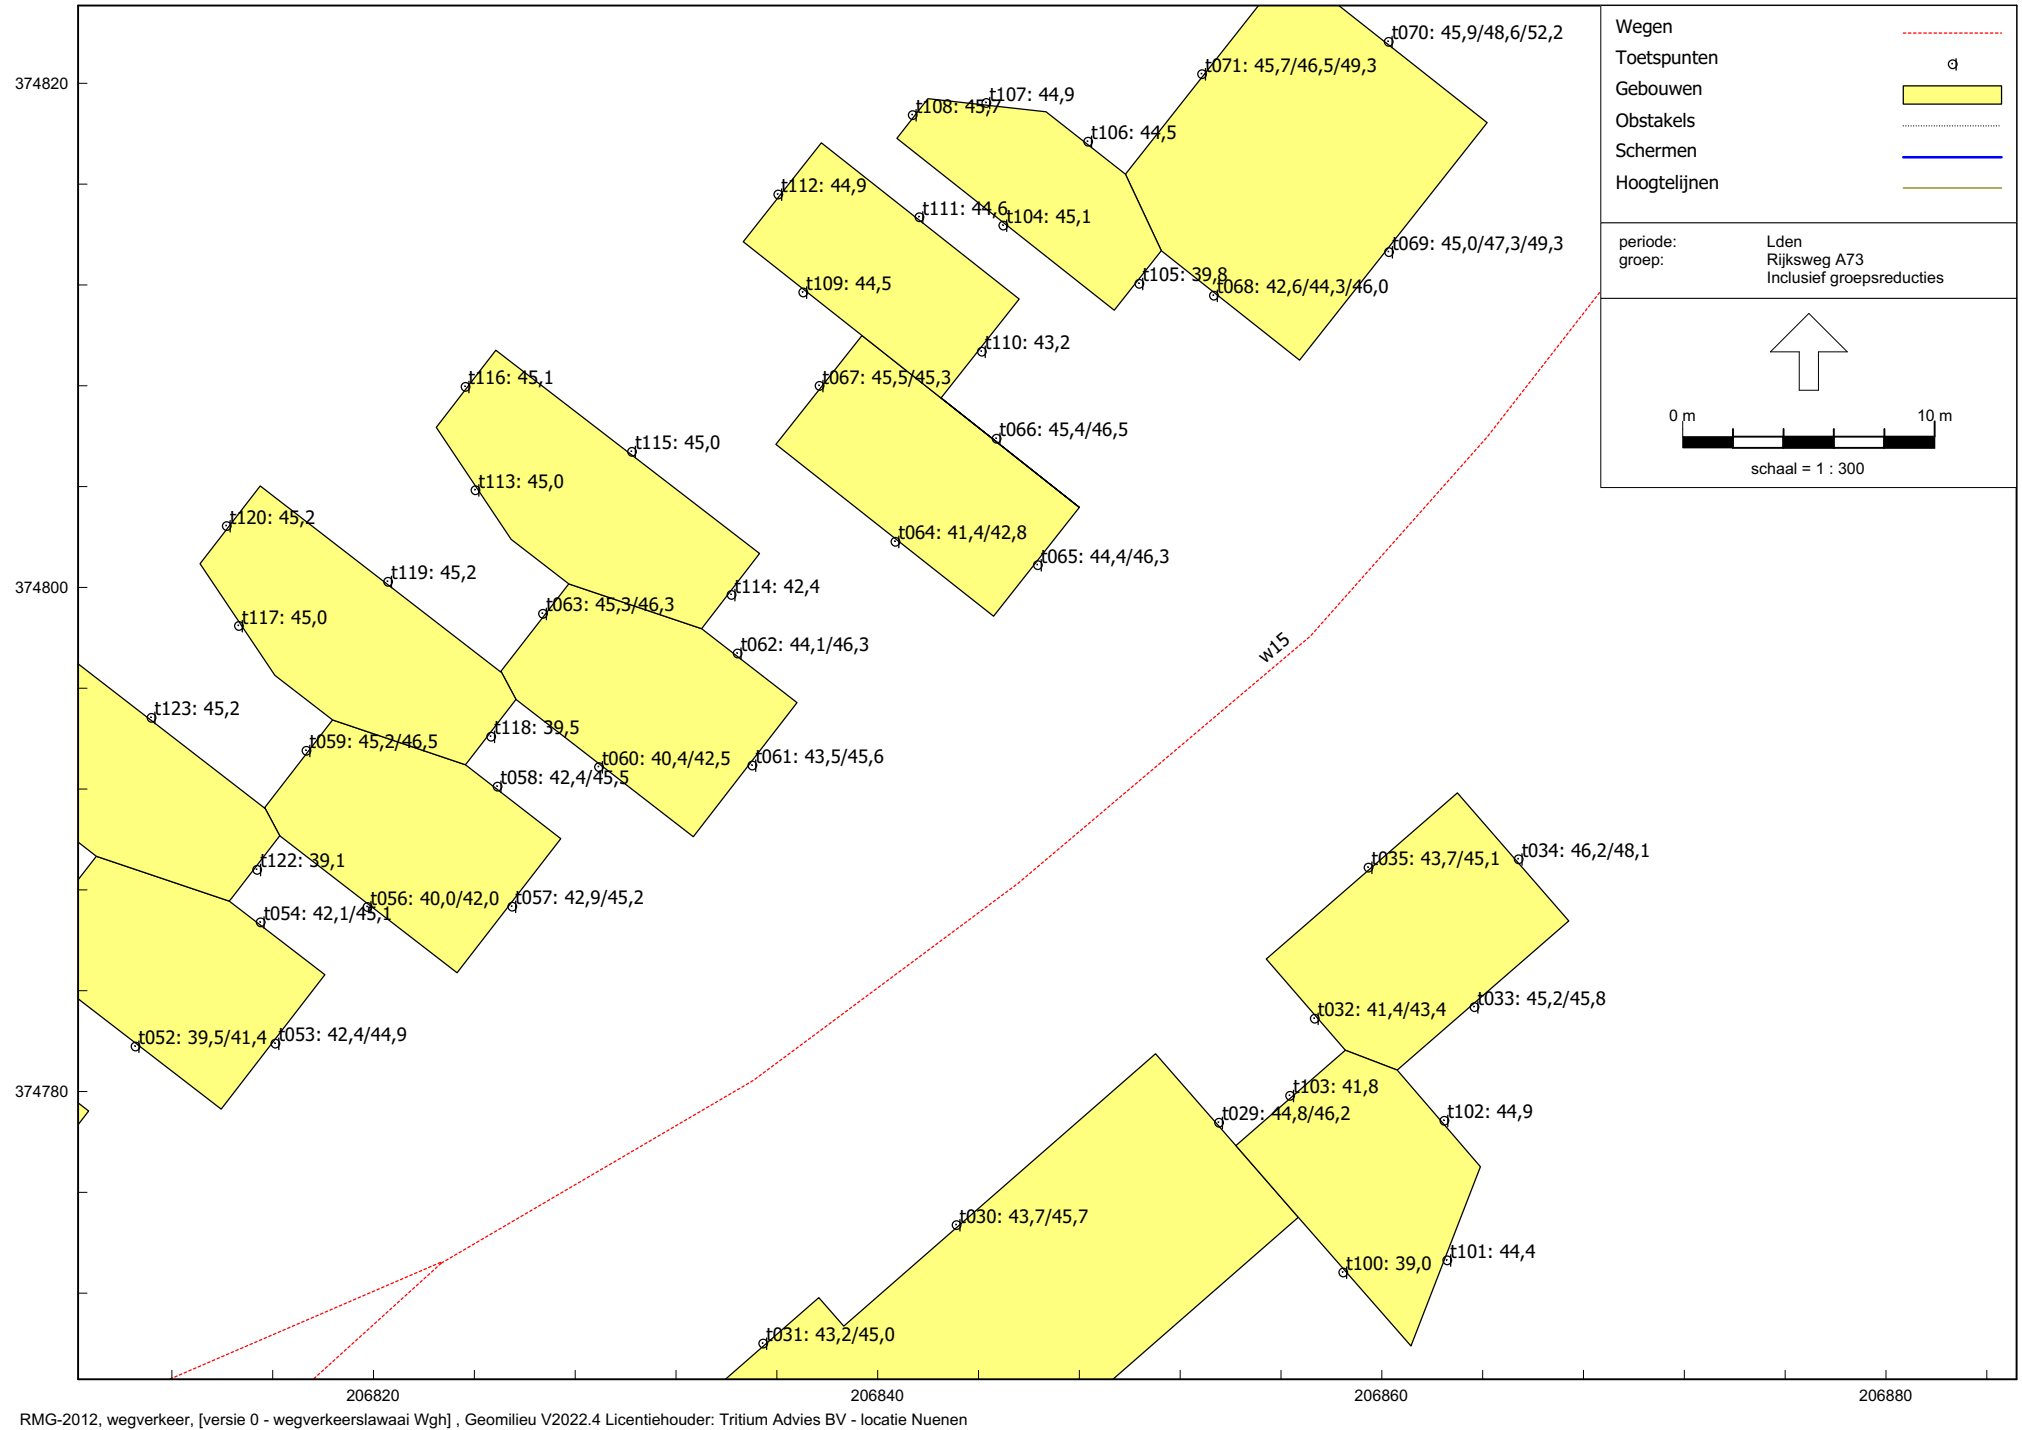 t070: 45,9/48,6/52,2
t071: 45,7/46,5/49,3
t107: 44,9
t108: 45,7
t106: 44,5
t112: 44,9
t111: 44,6
t104: 45,1
t069: 45,0/47,3/49,3
t105: 39,8
t068: 42,6/44,3/46,0
t109: 44,5
t110: 43,2
t116: 45,1
t067: 45,5/45,3
t115: 45,0
t066: 45,4/46,5
t113: 45,0
t120: 45,2
t064: 41,4/42,8
t065: 44,4/46,3
t119: 45,2
t114: 42,4
t063: 45,3/46,3
t117: 45,0
t062: 44,1/46,3
w15
t123: 45,2
t118: 39,5
t059: 45,2/46,5
t060: 40,4/42,5
t061: 43,5/45,6
t058: 42,4/45,5
t035: 43,7/45,1
t034: 46,2/48,1
t122: 39,1
t056: 40,0/42,0
t057: 42,9/45,2
t054: 42,1/45,1
t032: 41,4/43,4
t033: 45,2/45,8
t052: 39,5/41,4
t053: 42,4/44,9
t103: 41,8
t029: 44,8/46,2
t102: 44,9
t030: 43,7/45,7
t100: 39,0
t101: 44,4
t031: 43,2/45,0
374820
374800
374780
206820
206840
206860
206880
Wegen
Toetspunten
Gebouwen
Obstakels
Schermen
Hoogtelijnen
periode: Lden
groep: Rijksweg A73
Inclusief groepsreducties
0 m 10 m
schaal = 1 : 300
RMG-2012, wegverkeer, [versie 0 - wegverkeerslawaai Wgh] , Geomilieu V2022.4 Licentiehouder: Tritium Advies BV - locatie Nuenen